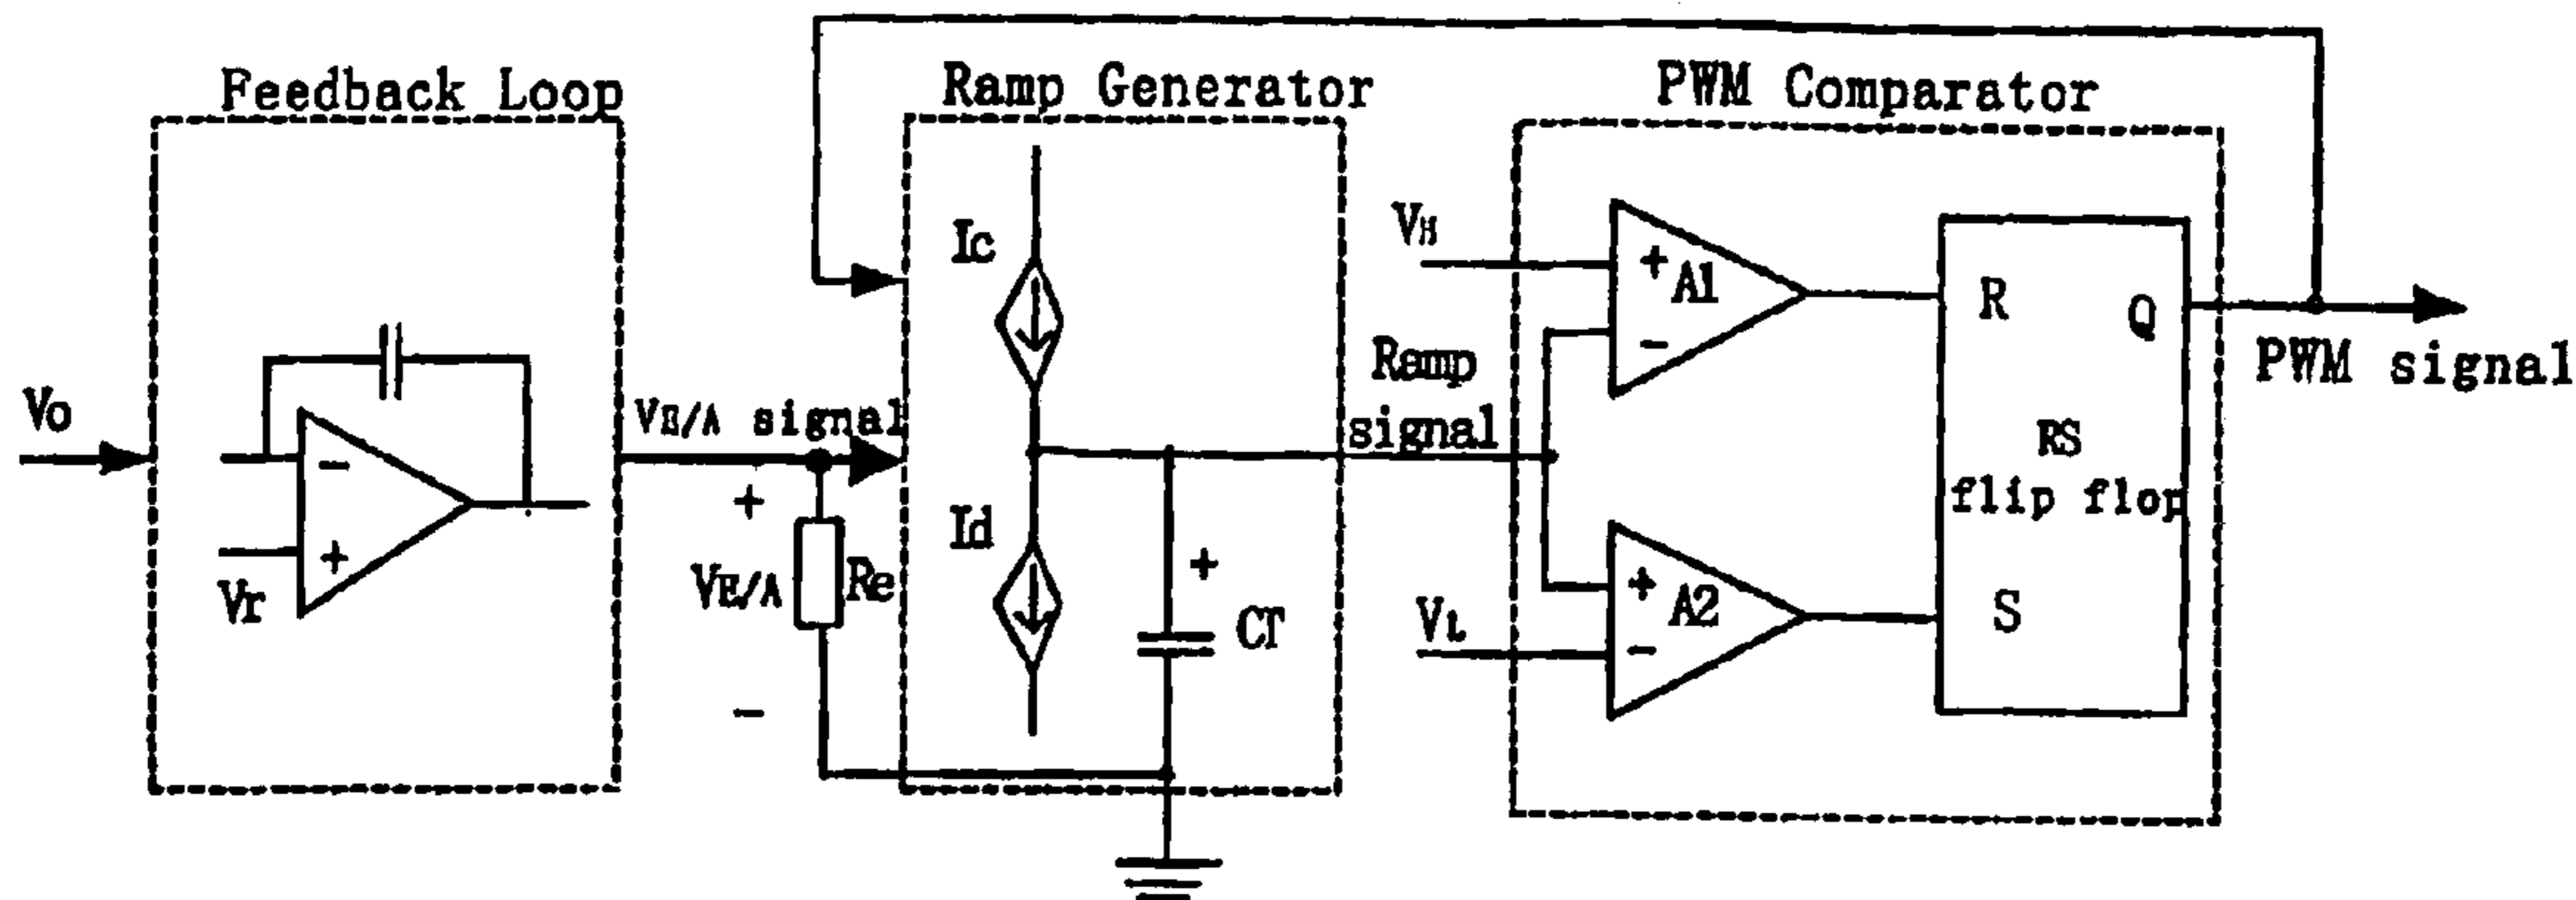 Feedback Loop
Ramp Generator
PWM Comparator
Vo
-
+
Vr
VE/A signal
+
VE/A
Re
-
Ic
Id
+
CT
Ramp
signal
VH
+
A1
-
VL
+
A2
-
R
Q
RS
flip flop
S
PWM signal